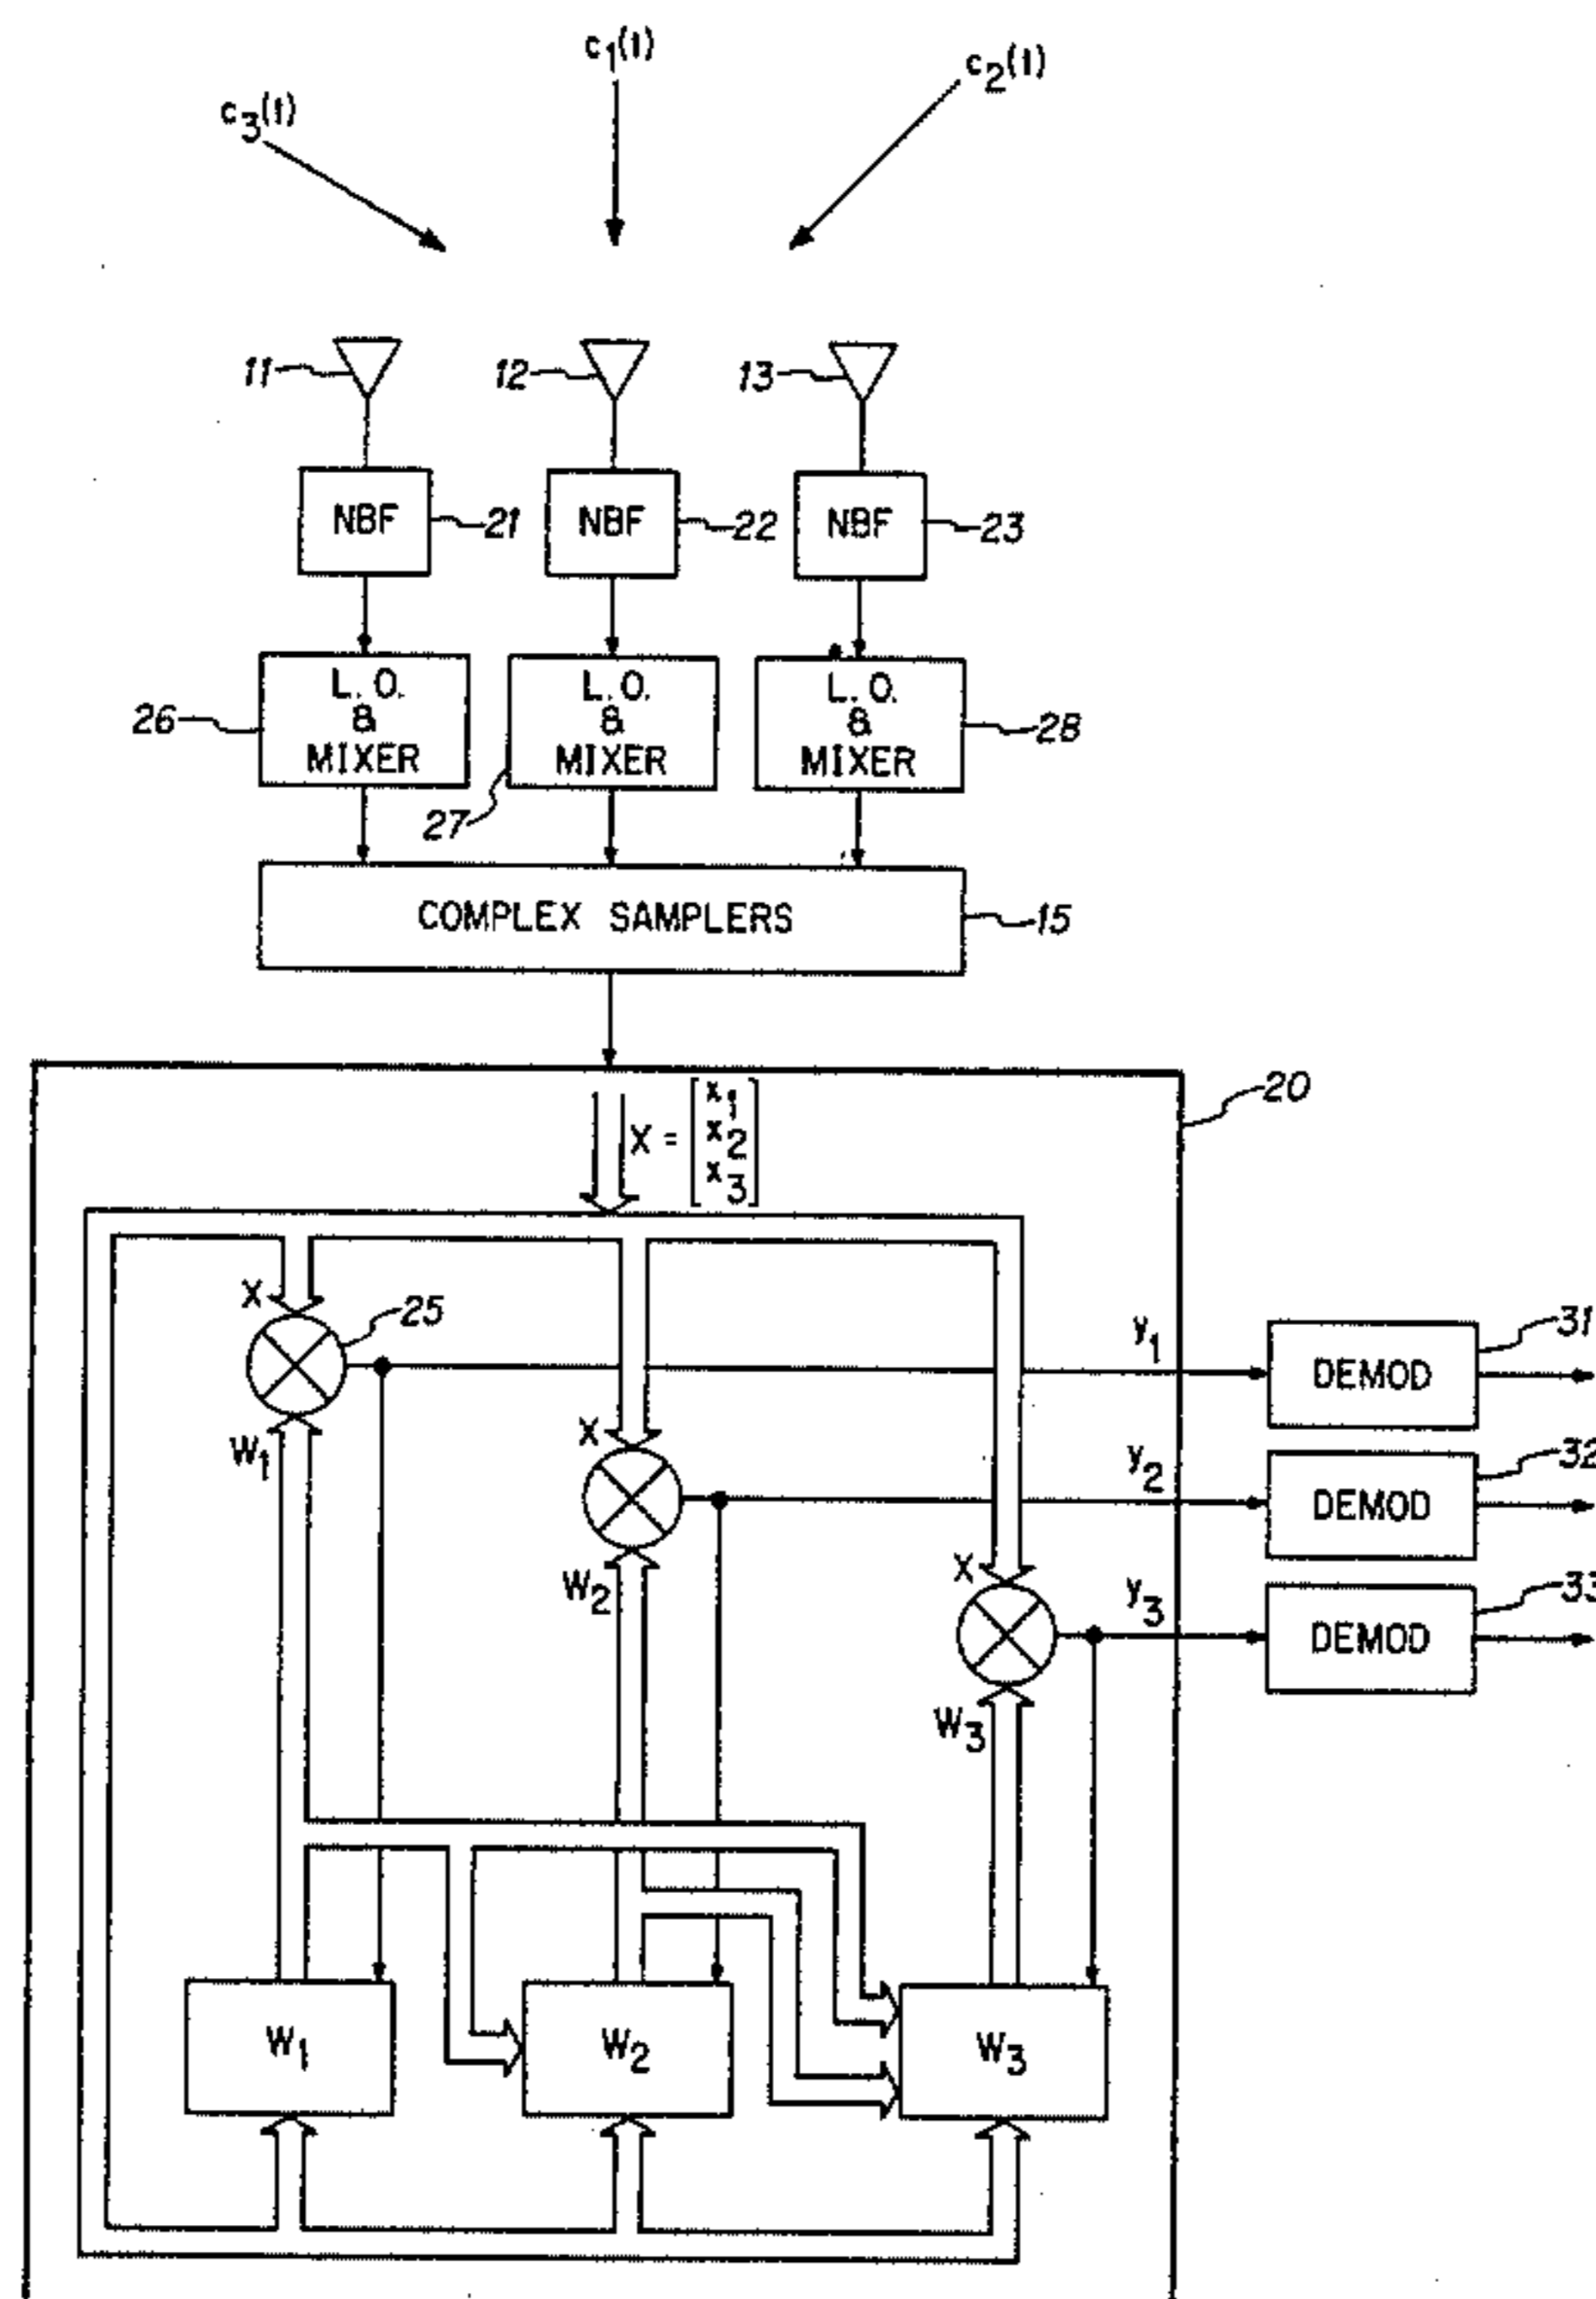 c1(t)
c2(t)
c3(t)
11
12
13
NBF
21
NBF
22
NBF
23
L.O.
&
MIXER
26
L.O.
&
MIXER
27
L.O.
&
MIXER
28
COMPLEX SAMPLERS
15
20
X = [x1
x2
x3]
X
25
y1
DEMOD
31
W1
X
y2
DEMOD
32
W2
X
y3
DEMOD
33
W3
W1
W2
W3